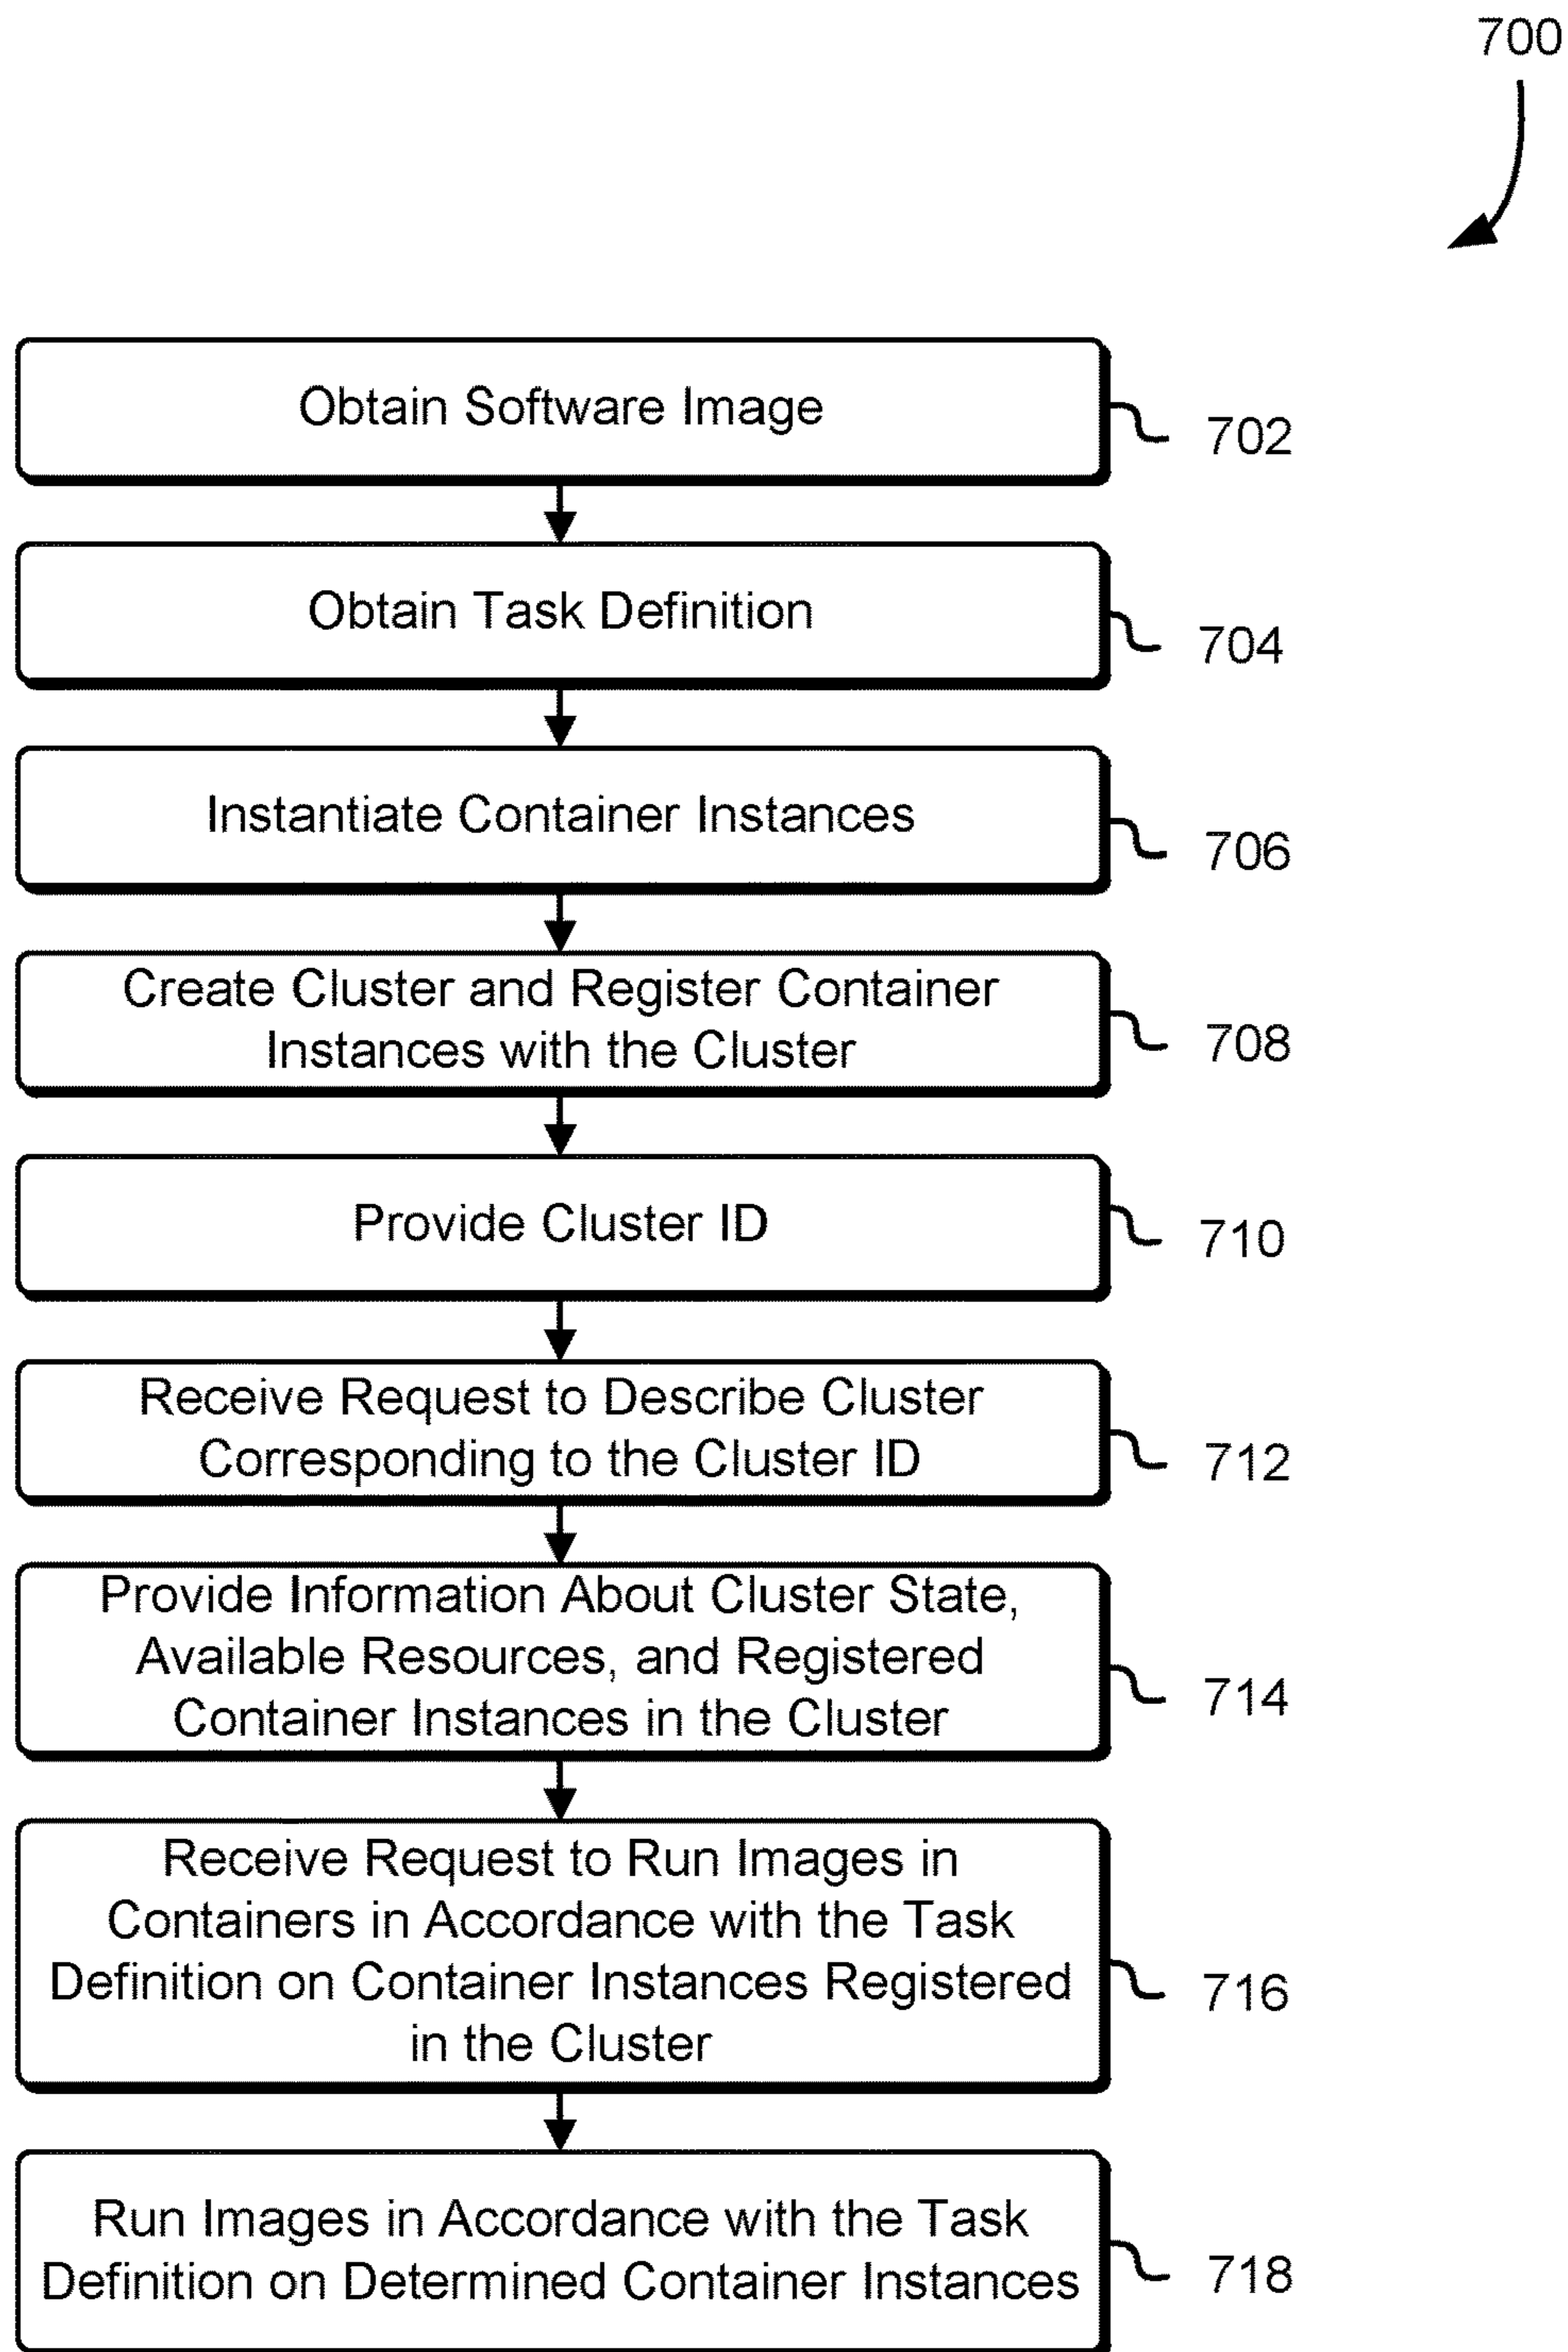 700
Obtain Software Image
702
Obtain Task Definition
704
Instantiate Container Instances
706
Create Cluster and Register Container
Instances with the Cluster
708
Provide Cluster ID
710
Receive Request to Describe Cluster
Corresponding to the Cluster ID
712
Provide Information About Cluster State,
Available Resources, and Registered
Container Instances in the Cluster
714
Receive Request to Run Images in
Containers in Accordance with the Task
Definition on Container Instances Registered
in the Cluster
716
Run Images in Accordance with the Task
Definition on Determined Container Instances
718